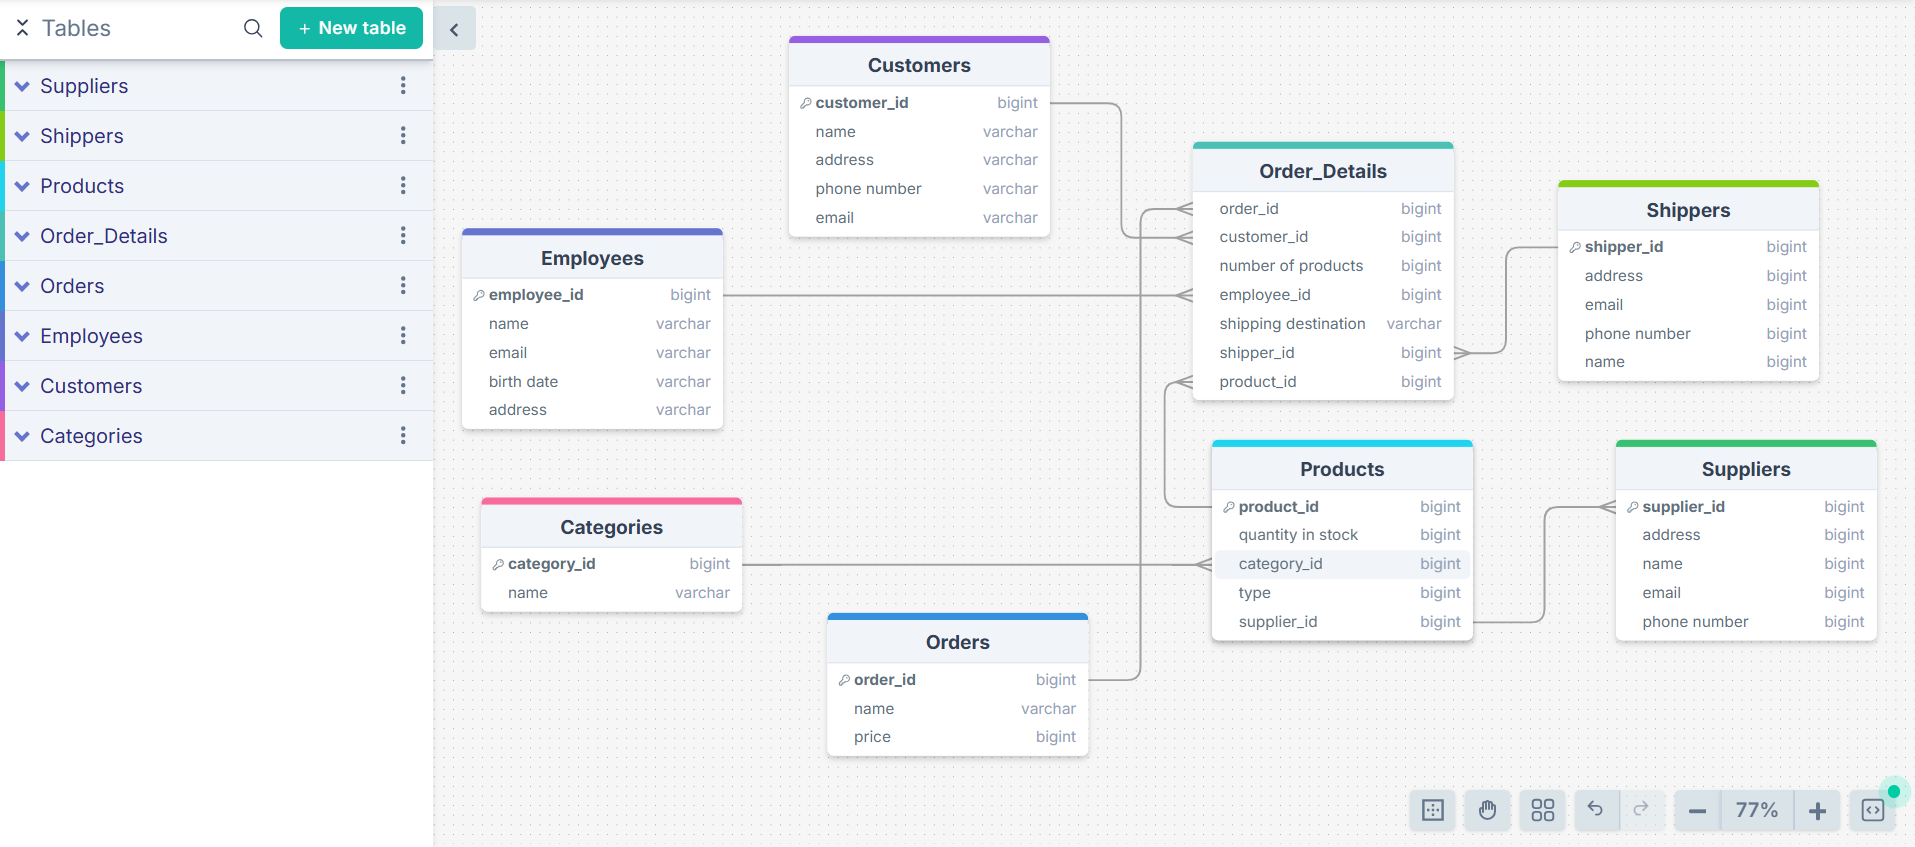 Tables
+ New table
Suppliers
Shippers
Products
Order_Details
Orders
Employees
Customers
Categories
Customers
customer_id bigint
name varchar
address varchar
phone number varchar
email varchar
Employees
employee_id bigint
name varchar
email varchar
birth date varchar
address varchar
Order_Details
order_id bigint
customer_id bigint
number of products bigint
employee_id bigint
shipping destination varchar
shipper_id bigint
product_id bigint
Shippers
shipper_id bigint
address bigint
email bigint
phone number bigint
name bigint
Categories
category_id bigint
name varchar
Products
product_id bigint
quantity in stock bigint
category_id bigint
type bigint
supplier_id bigint
Suppliers
supplier_id bigint
address bigint
name bigint
email bigint
phone number bigint
Orders
order_id bigint
name varchar
price bigint
77%